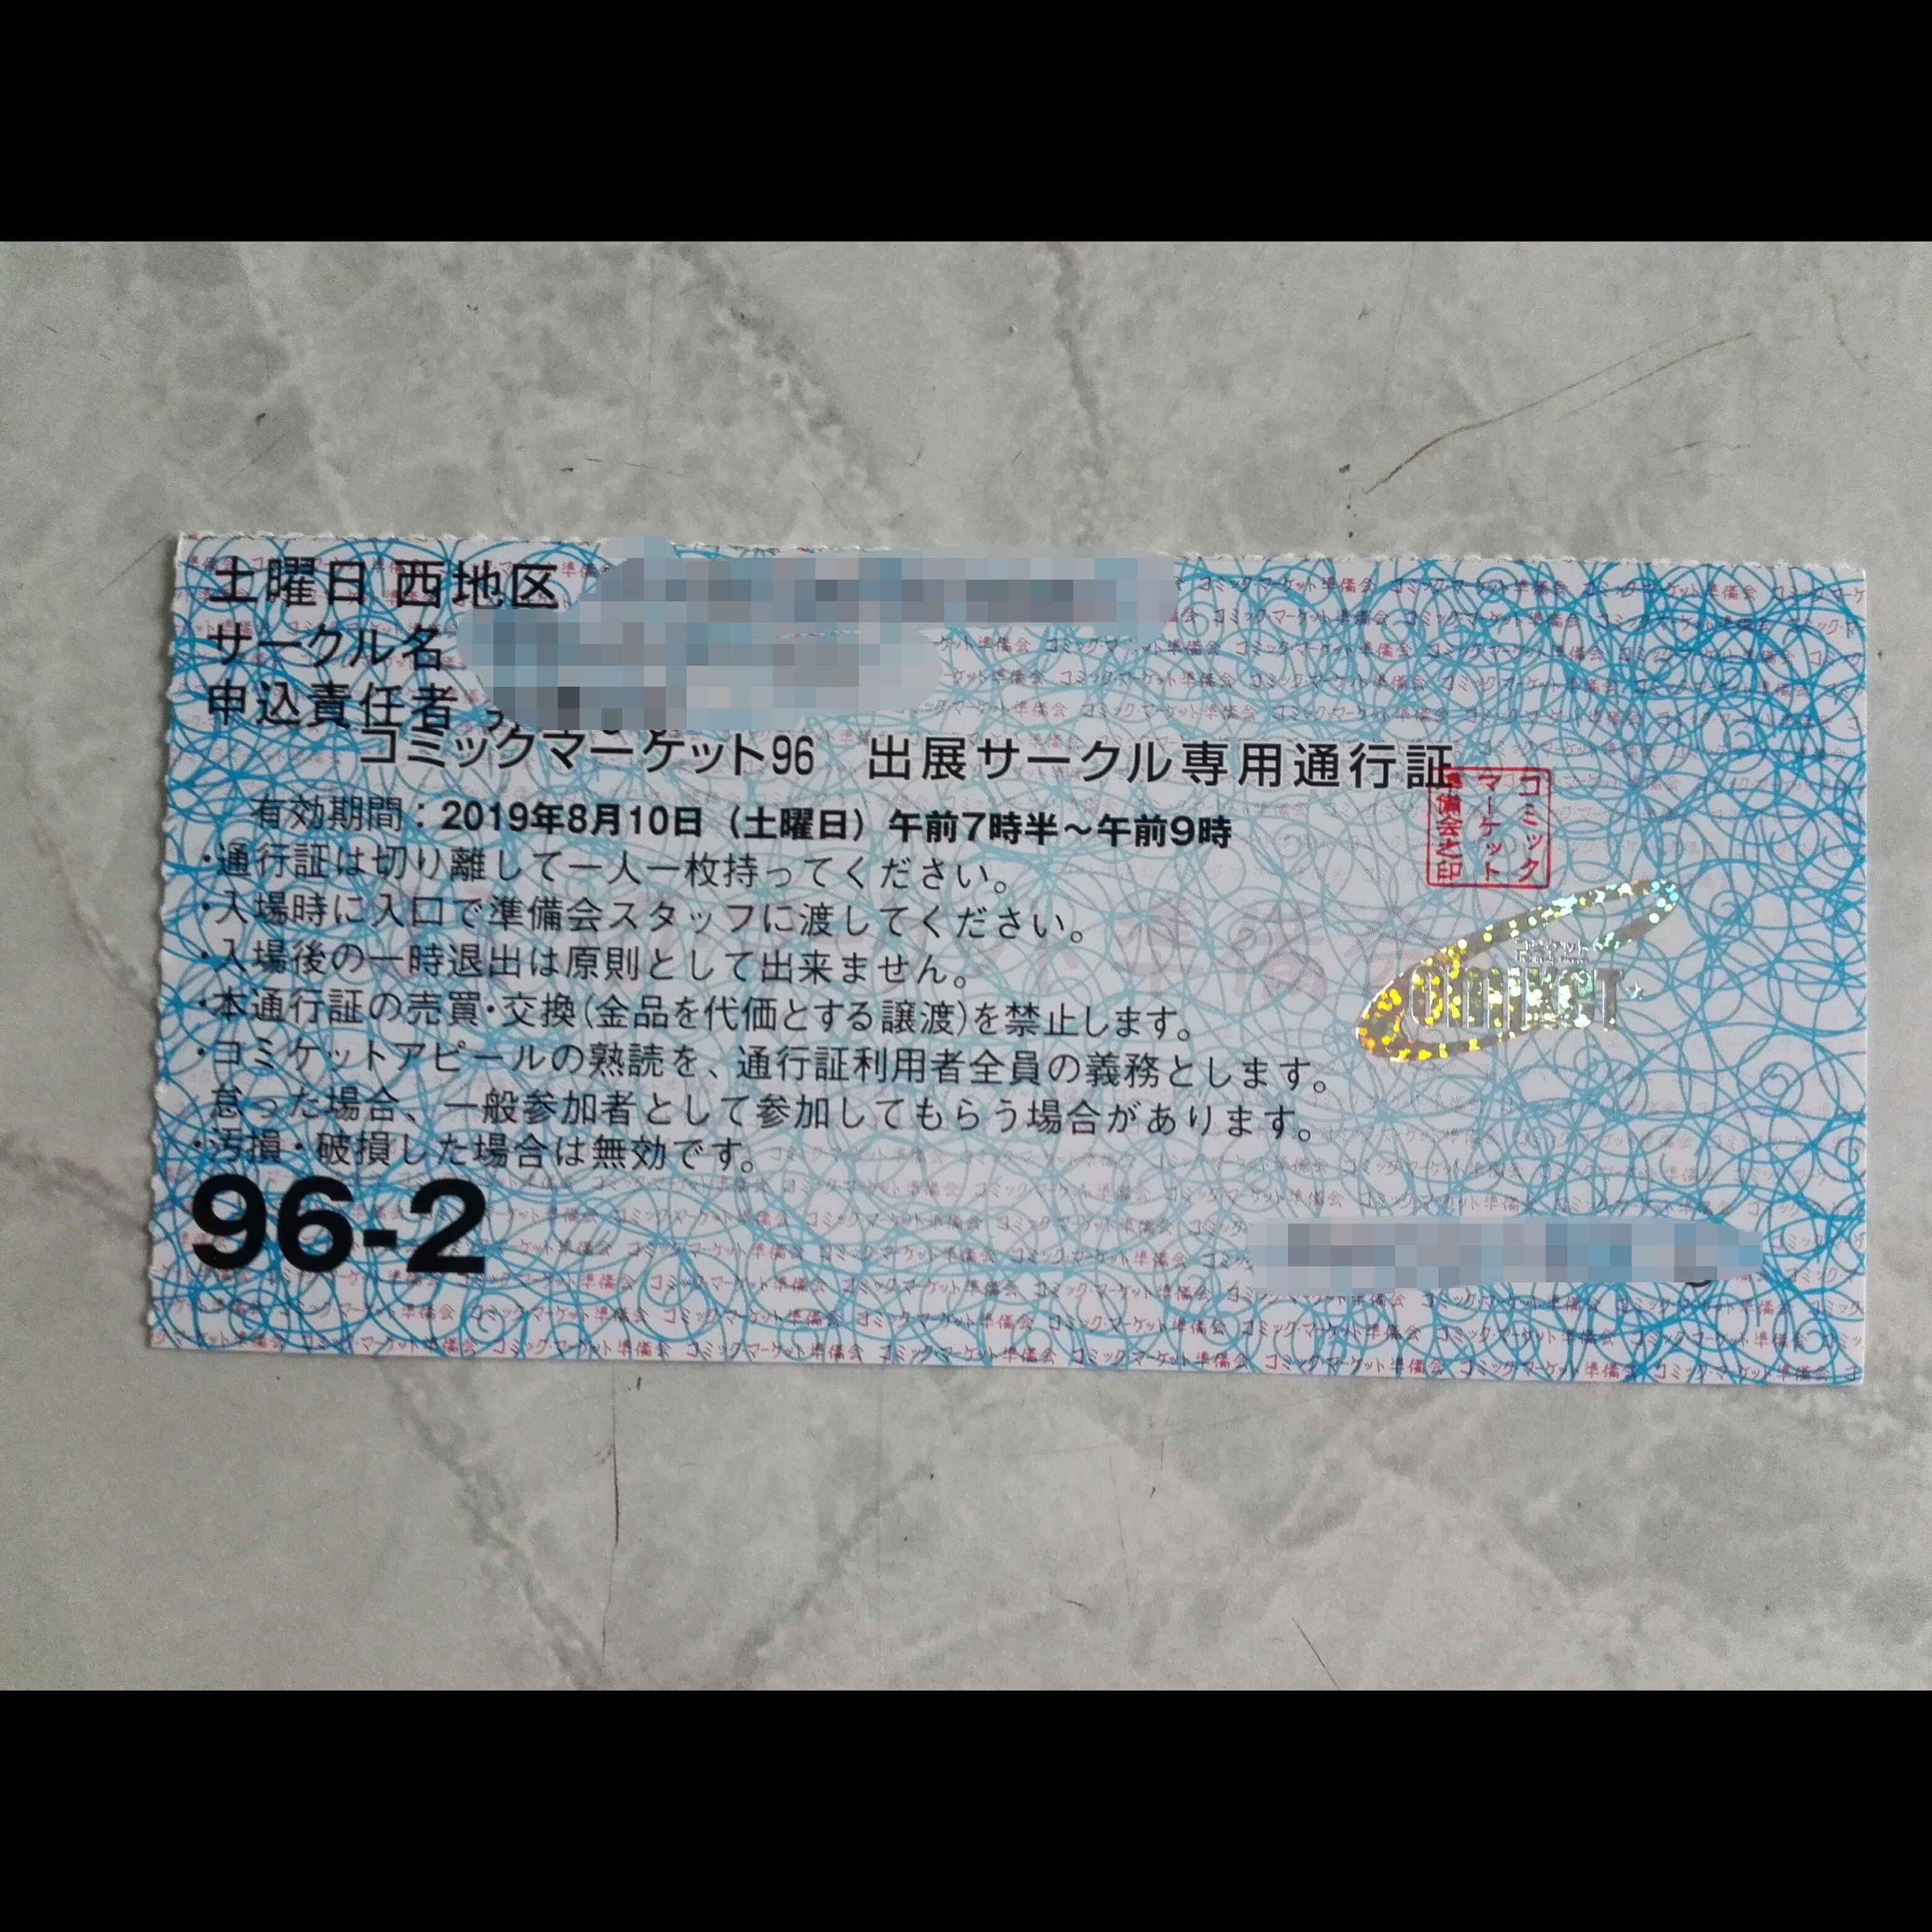 土曜日 西地区
サークル名
申込責任者
コミックマーケット96　出展サークル専用通行証
有効期間：2019年8月10日（土曜日）午前7時半～午前9時
・通行証は切り離して一人一枚持ってください。
・入場時に入口で準備会スタッフに渡してください。
・入場後の一時退出は原則として出来ません。
・本通行証の売買・交換(金品を代価とする譲渡)を禁止します。
・コミケットアピールの熟読を、通行証利用者全員の義務とします。
怠った場合、一般参加者として参加してもらう場合があります。
・汚損・破損した場合は無効です。
96-2
コミック
マーケット
準備会之印